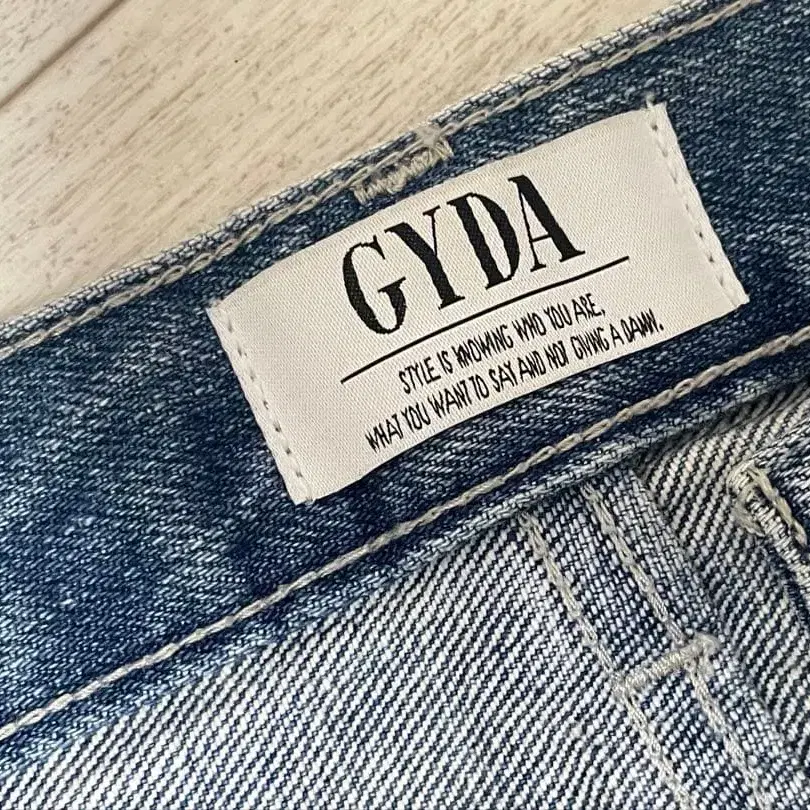 GYDA
STYLE IS KNOWING WHO YOU ARE,
WHAT YOU WANT TO SAY AND NOT GIVING A DAMN.